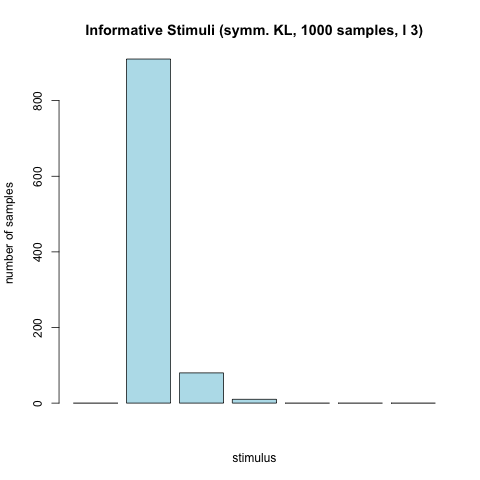 Informative Stimuli (symm. KL, 1000 samples, l 3)
number of samples
800
600
400
200
0
stimulus